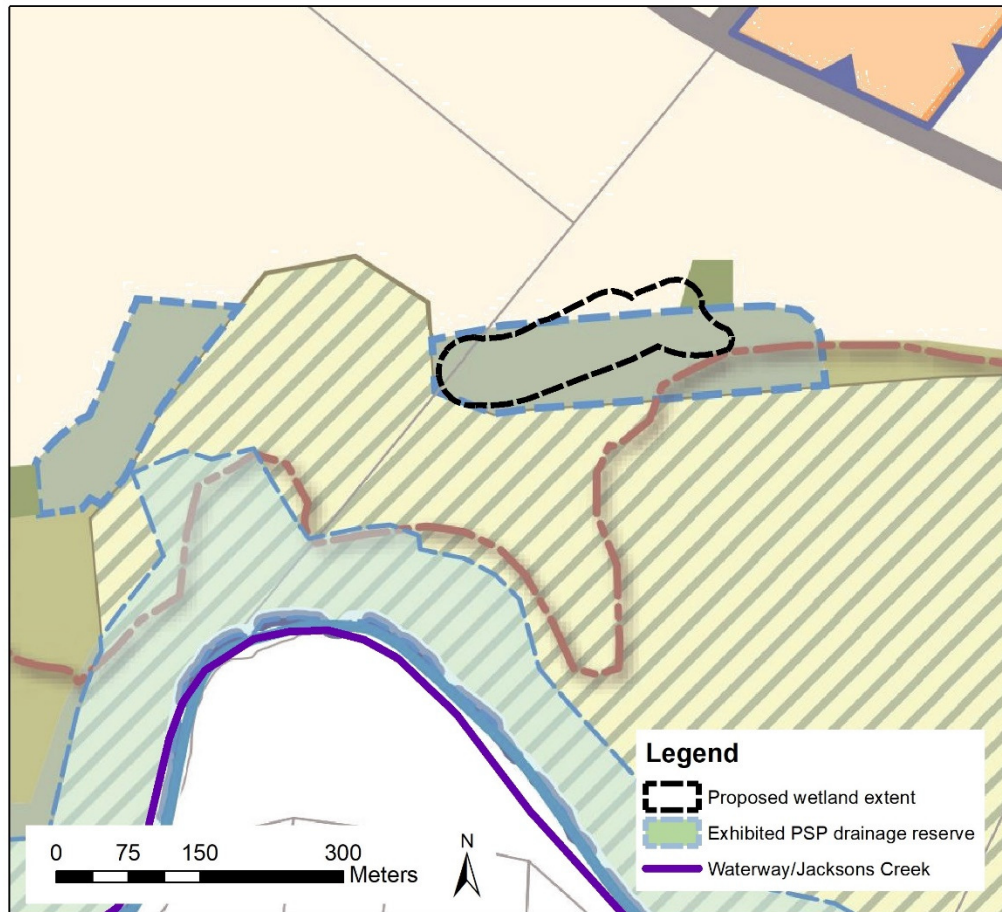 Legend
Proposed wetland extent
Exhibited PSP drainage reserve
Waterway/Jacksons Creek
0 75 150 300
Meters
N